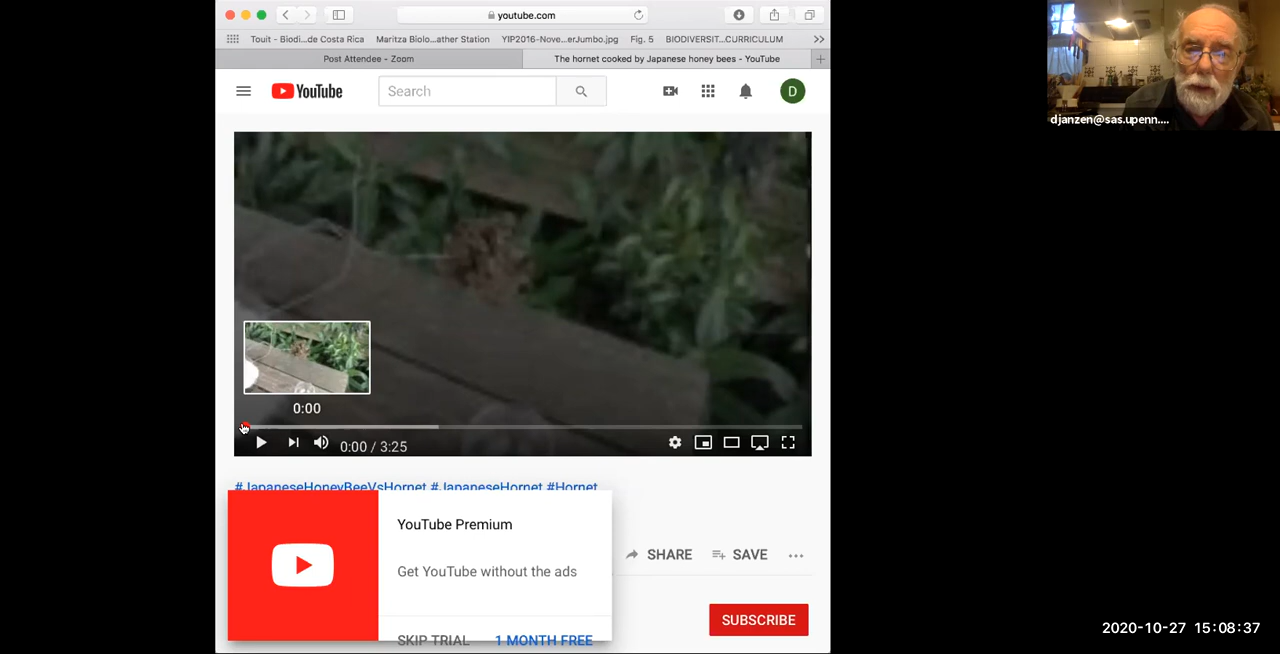 youtube.com
Touit - Biodi...de Costa Rica Maritza Biolo...ather Station YIP2016-Nove...erJumbo.jpg Fig. 5 BIODIVERSIT...CURRICULUM >>
Post Attendee - Zoom The hornet cooked by Japanese honey bees - YouTube +
YouTube Search D
djanzen@sas.upenn....
0:00
0:00 / 3:25
#JapaneseHoneyBeeVsHornet #JapaneseHornet #Hornet
YouTube Premium
Get YouTube without the ads
SHARE SAVE ...
SKIP TRIAL 1 MONTH FREE
SUBSCRIBE
2020-10-27 15:08:37